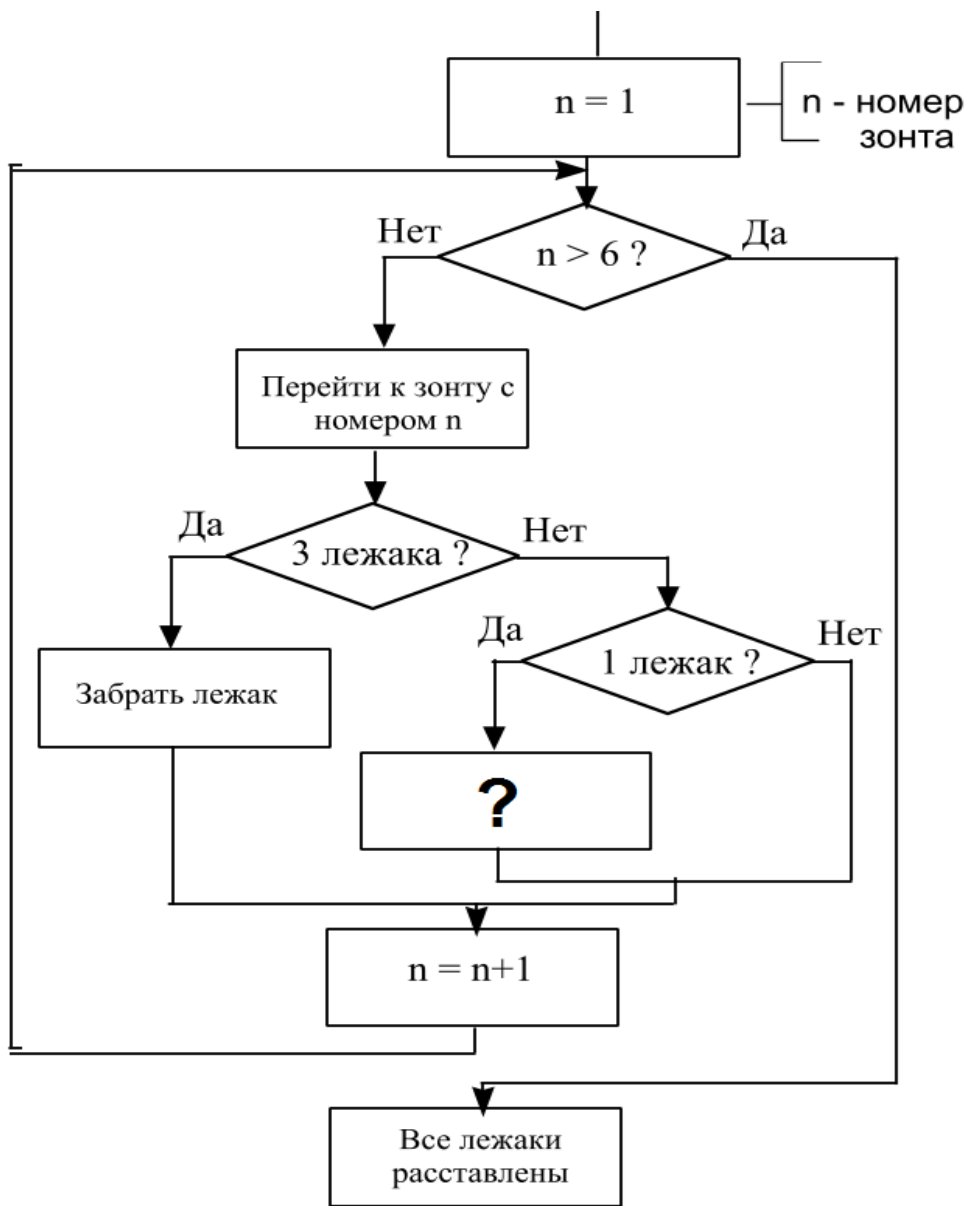 n = 1
n - номер
зонта
Нет
n > 6 ?
Да
Перейти к зонту с
номером n
Да
3 лежака ?
Нет
Да
1 лежак ?
Нет
Забрать лежак
?
n = n+1
Все лежаки
расставлены